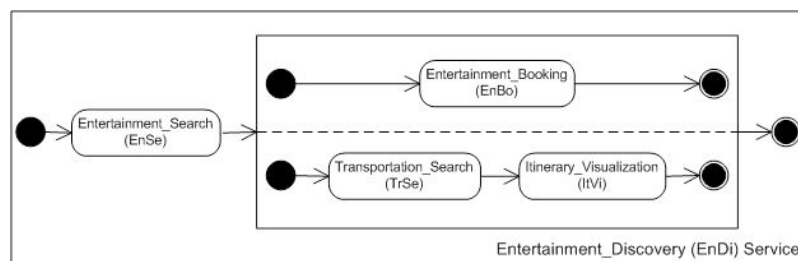 Entertainment_Booking
(EnBo)
Entertainment_Search
(EnSe)
Transportation_Search
(TrSe)
Itinerary_Visualization
(ItVi)
Entertainment_Discovery (EnDi) Service